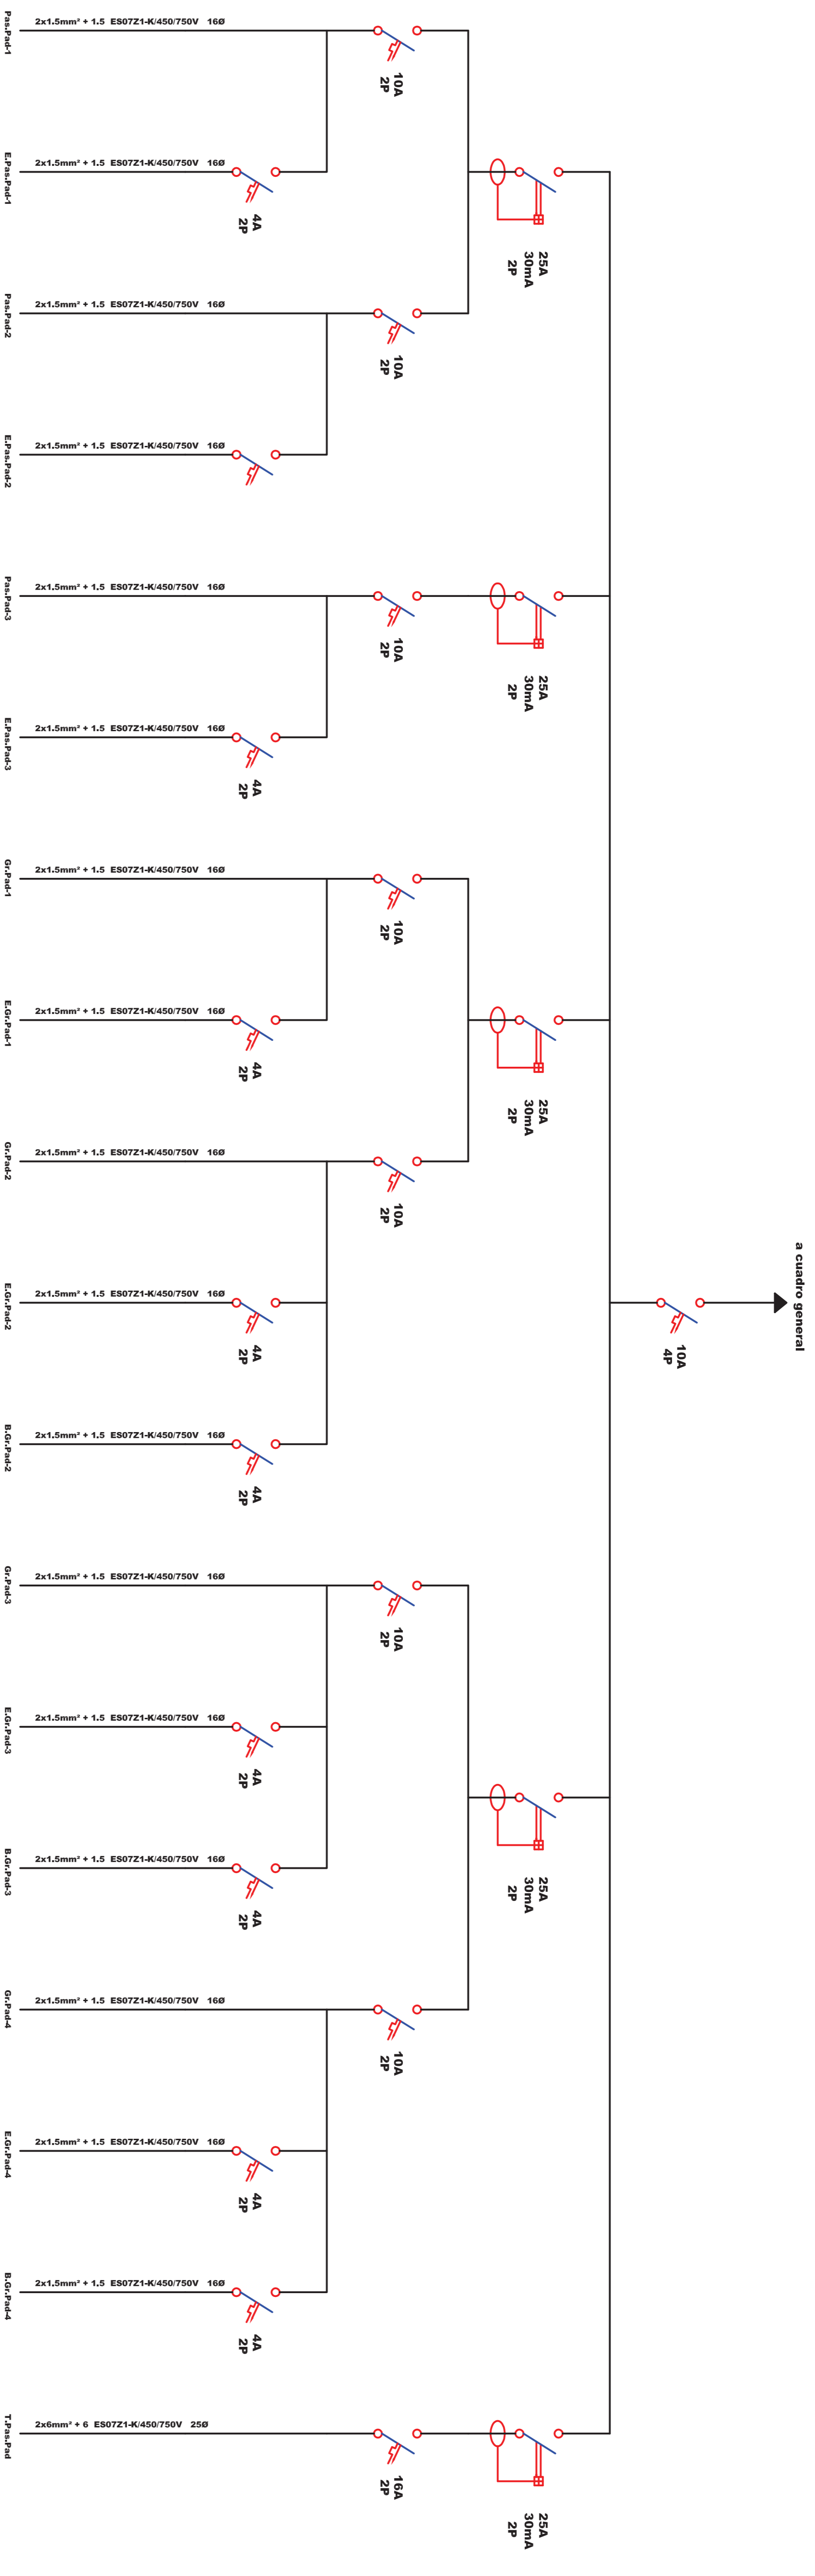 a cuadro general
10A
4P
25A
30mA
2P
10A
2P
Pas.Pad-1
2x1.5mm² + 1.5 ES07Z1-K/450/750V 16Ø
4A
2P
E.Pas.Pad-1
2x1.5mm² + 1.5 ES07Z1-K/450/750V 16Ø
10A
2P
Pas.Pad-2
2x1.5mm² + 1.5 ES07Z1-K/450/750V 16Ø
E.Pas.Pad-2
2x1.5mm² + 1.5 ES07Z1-K/450/750V 16Ø
25A
30mA
2P
10A
2P
Pas.Pad-3
2x1.5mm² + 1.5 ES07Z1-K/450/750V 16Ø
4A
2P
E.Pas.Pad-3
2x1.5mm² + 1.5 ES07Z1-K/450/750V 16Ø
25A
30mA
2P
10A
2P
Gr.Pad-1
2x1.5mm² + 1.5 ES07Z1-K/450/750V 16Ø
4A
2P
E.Gr.Pad-1
2x1.5mm² + 1.5 ES07Z1-K/450/750V 16Ø
10A
2P
Gr.Pad-2
2x1.5mm² + 1.5 ES07Z1-K/450/750V 16Ø
4A
2P
E.Gr.Pad-2
2x1.5mm² + 1.5 ES07Z1-K/450/750V 16Ø
4A
2P
B.Gr.Pad-2
2x1.5mm² + 1.5 ES07Z1-K/450/750V 16Ø
25A
30mA
2P
10A
2P
Gr.Pad-3
2x1.5mm² + 1.5 ES07Z1-K/450/750V 16Ø
4A
2P
E.Gr.Pad-3
2x1.5mm² + 1.5 ES07Z1-K/450/750V 16Ø
4A
2P
B.Gr.Pad-3
2x1.5mm² + 1.5 ES07Z1-K/450/750V 16Ø
10A
2P
Gr.Pad-4
2x1.5mm² + 1.5 ES07Z1-K/450/750V 16Ø
4A
2P
E.Gr.Pad-4
2x1.5mm² + 1.5 ES07Z1-K/450/750V 16Ø
4A
2P
B.Gr.Pad-4
2x1.5mm² + 1.5 ES07Z1-K/450/750V 16Ø
25A
30mA
2P
16A
2P
T.Pas.Pad
2x6mm² + 6 ES07Z1-K/450/750V 25Ø